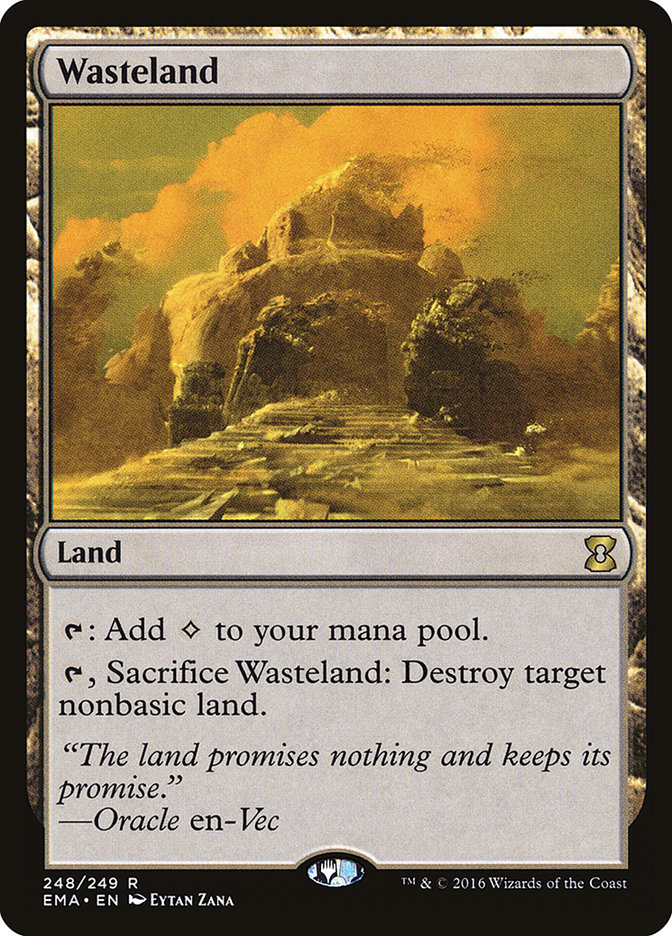 Wasteland
Land
: Add to your mana pool.
, Sacrifice Wasteland: Destroy target
nonbasic land.
“The land promises nothing and keeps its
promise.”
—Oracle en-Vec
248/249 R
EMA • EN Eytan Zana
™ & © 2016 Wizards of the Coast